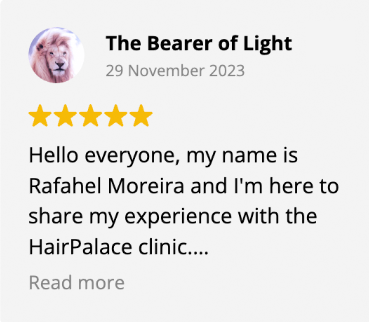 The Bearer of Light
29 November 2023
Hello everyone, my name is
Rafahel Moreira and I'm here to
share my experience with the
HairPalace clinic....
Read more